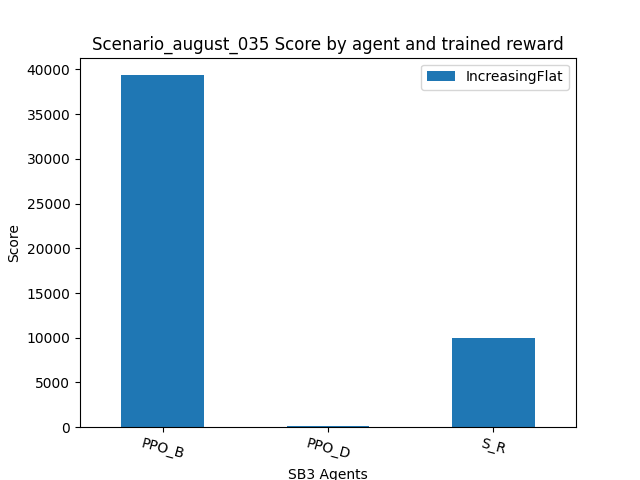 Scenario_august_035 Score by agent and trained reward
IncreasingFlat
40000
35000
30000
25000
20000
15000
10000
5000
0
Score
PPO_B
PPO_D
S_R
SB3 Agents